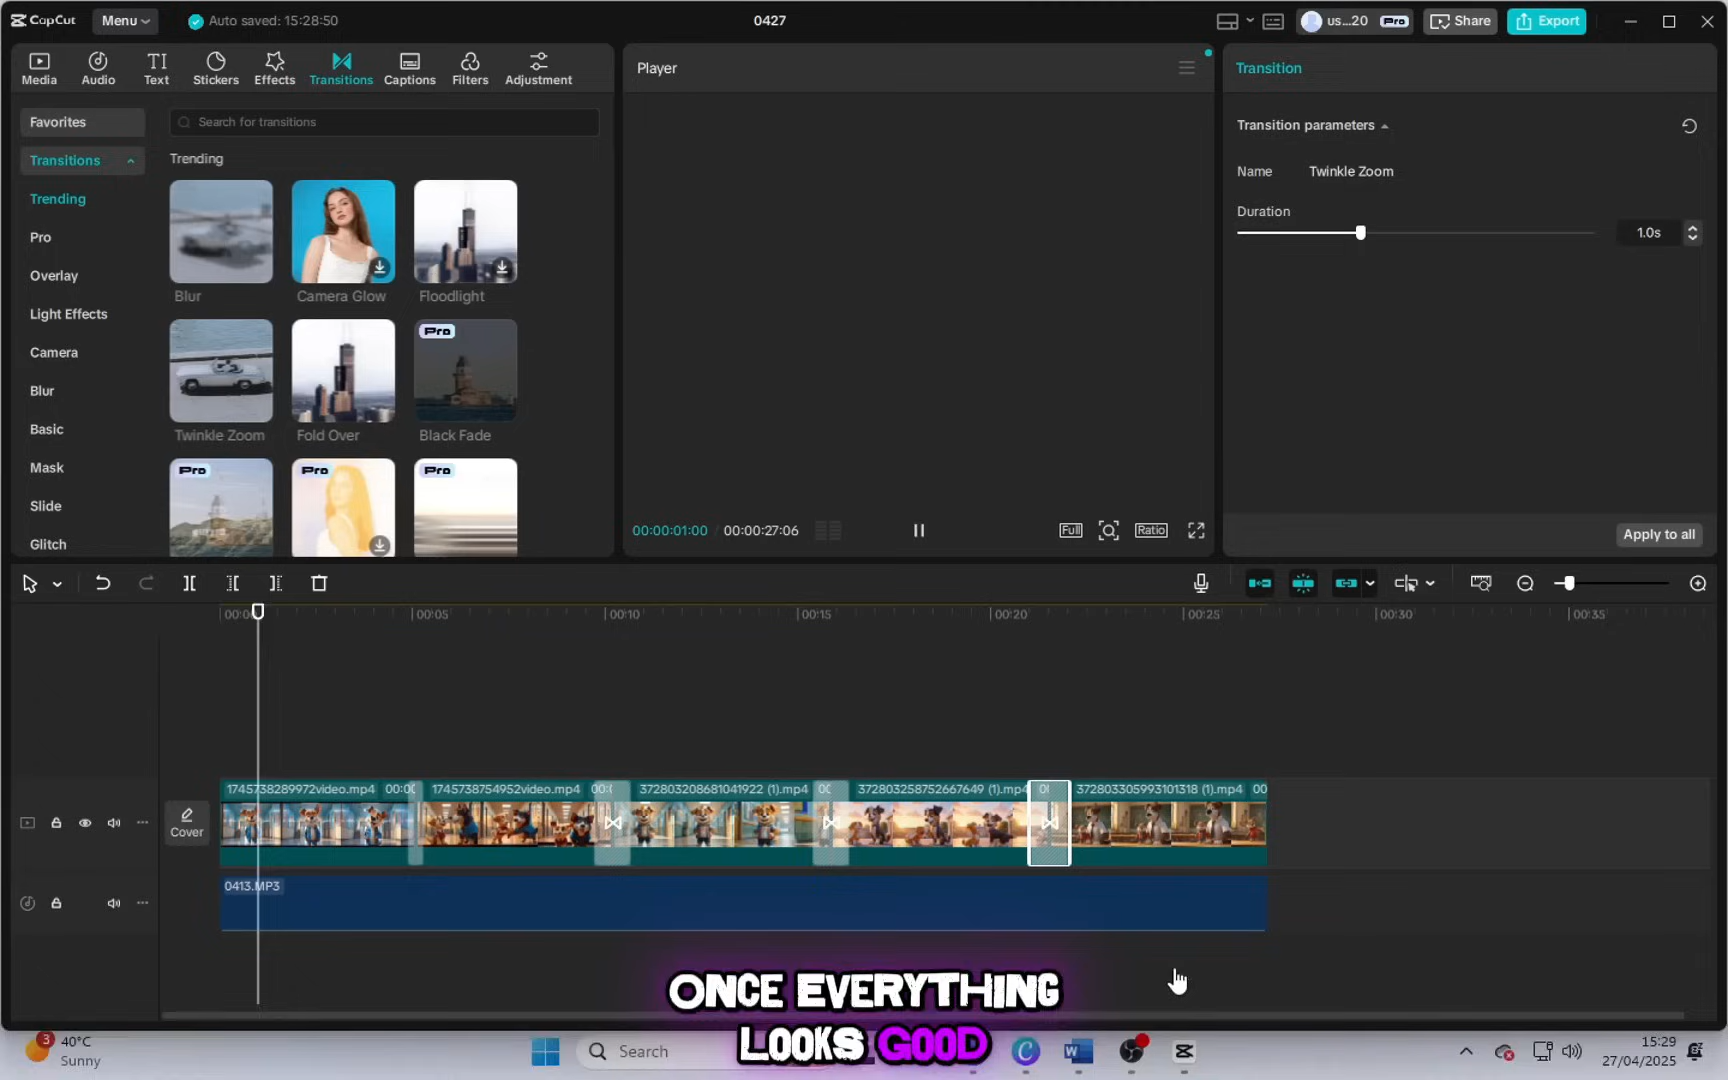 CapCut
Menu
Auto saved: 15:28:50
0427
us...20
Pro
Share
Export
Media
Audio
Text
Stickers
Effects
Transitions
Captions
Filters
Adjustment
Player
Transition
Favorites
Search for transitions
Transitions
Trending
Trending
Pro
Overlay
Light Effects
Camera
Blur
Basic
Mask
Slide
Glitch
Blur
Camera Glow
Floodlight
Pro
Twinkle Zoom
Fold Over
Black Fade
Pro
Pro
Pro
Transition parameters
Name
Twinkle Zoom
Duration
1.0s
00:00:01:00 / 00:00:27:06
Full
Ratio
Apply to all
00:0
00:05
00:10
00:15
00:20
00:25
00:30
00:35
Cover
1745738289972video.mp4 00:0
1745738754952video.mp4 00:
372803208681041922 (1).mp4
372803258752667649 (1).mp4
372803305993101318 (1).mp4 00
0413.MP3
ONCE EVERYTHING
LOOKS GOOD
3
40°C
Sunny
Search
15:29
27/04/2025